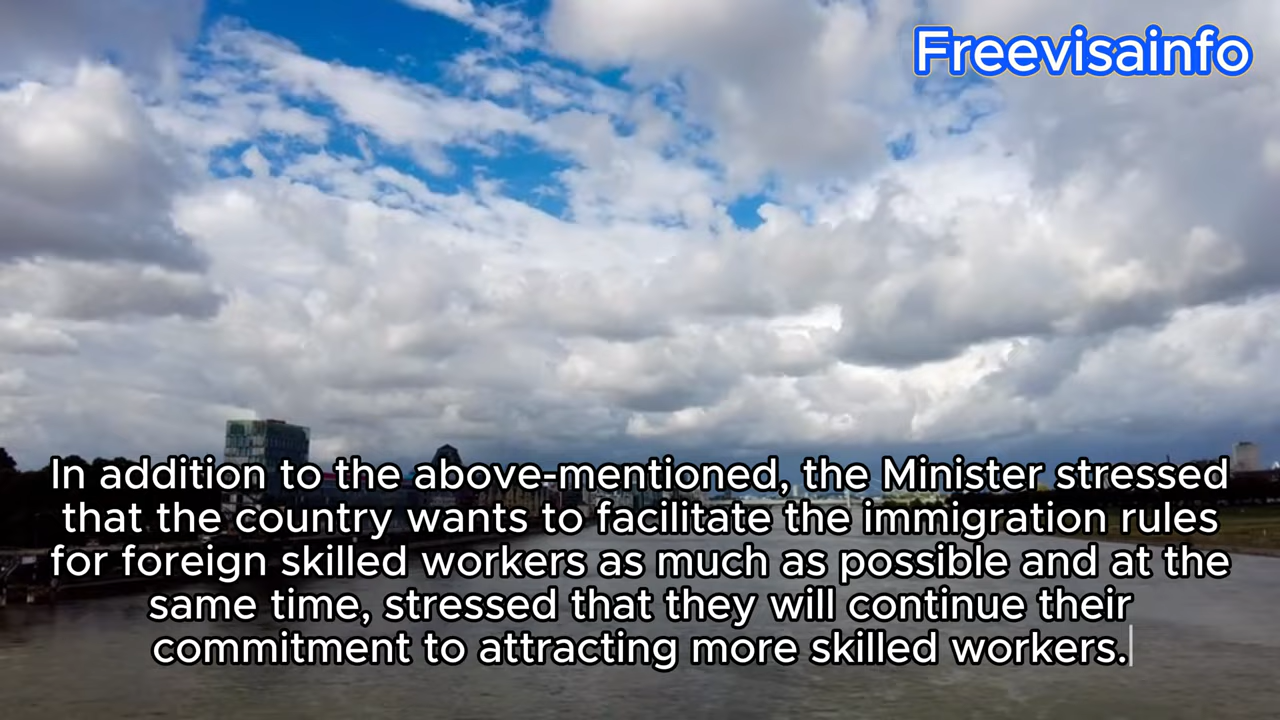 Freevisainfo
In addition to the above-mentioned, the Minister stressed
that the country wants to facilitate the immigration rules
for foreign skilled workers as much as possible and at the
same time, stressed that they will continue their
commitment to attracting more skilled workers.